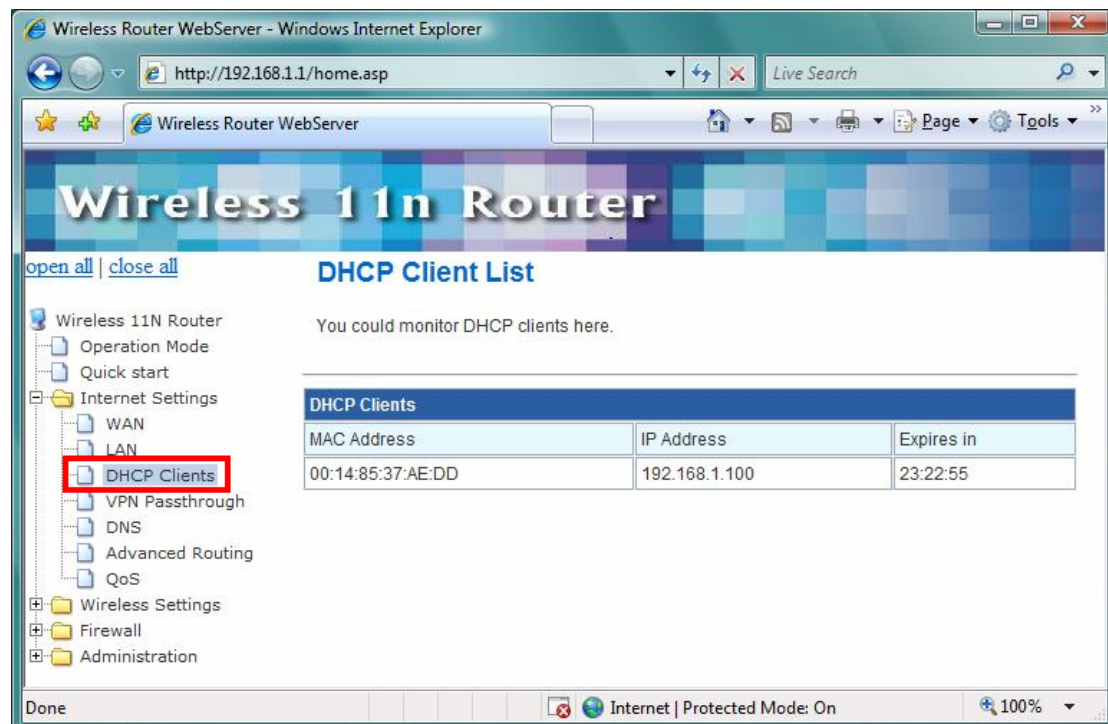 Wireless Router WebServer - Windows Internet Explorer
http://192.168.1.1/home.asp
Live Search
Wireless Router WebServer
Page
Tools
Wireless 11n Router
open all | close all
Wireless 11N Router
Operation Mode
Quick start
Internet Settings
WAN
LAN
DHCP Clients
VPN Passthrough
DNS
Advanced Routing
QoS
Wireless Settings
Firewall
Administration
DHCP Client List
You could monitor DHCP clients here.
DHCP Clients
MAC Address IP Address Expires in
00:14:85:37:AE:DD 192.168.1.100 23:22:55
Done
Internet | Protected Mode: On
100%